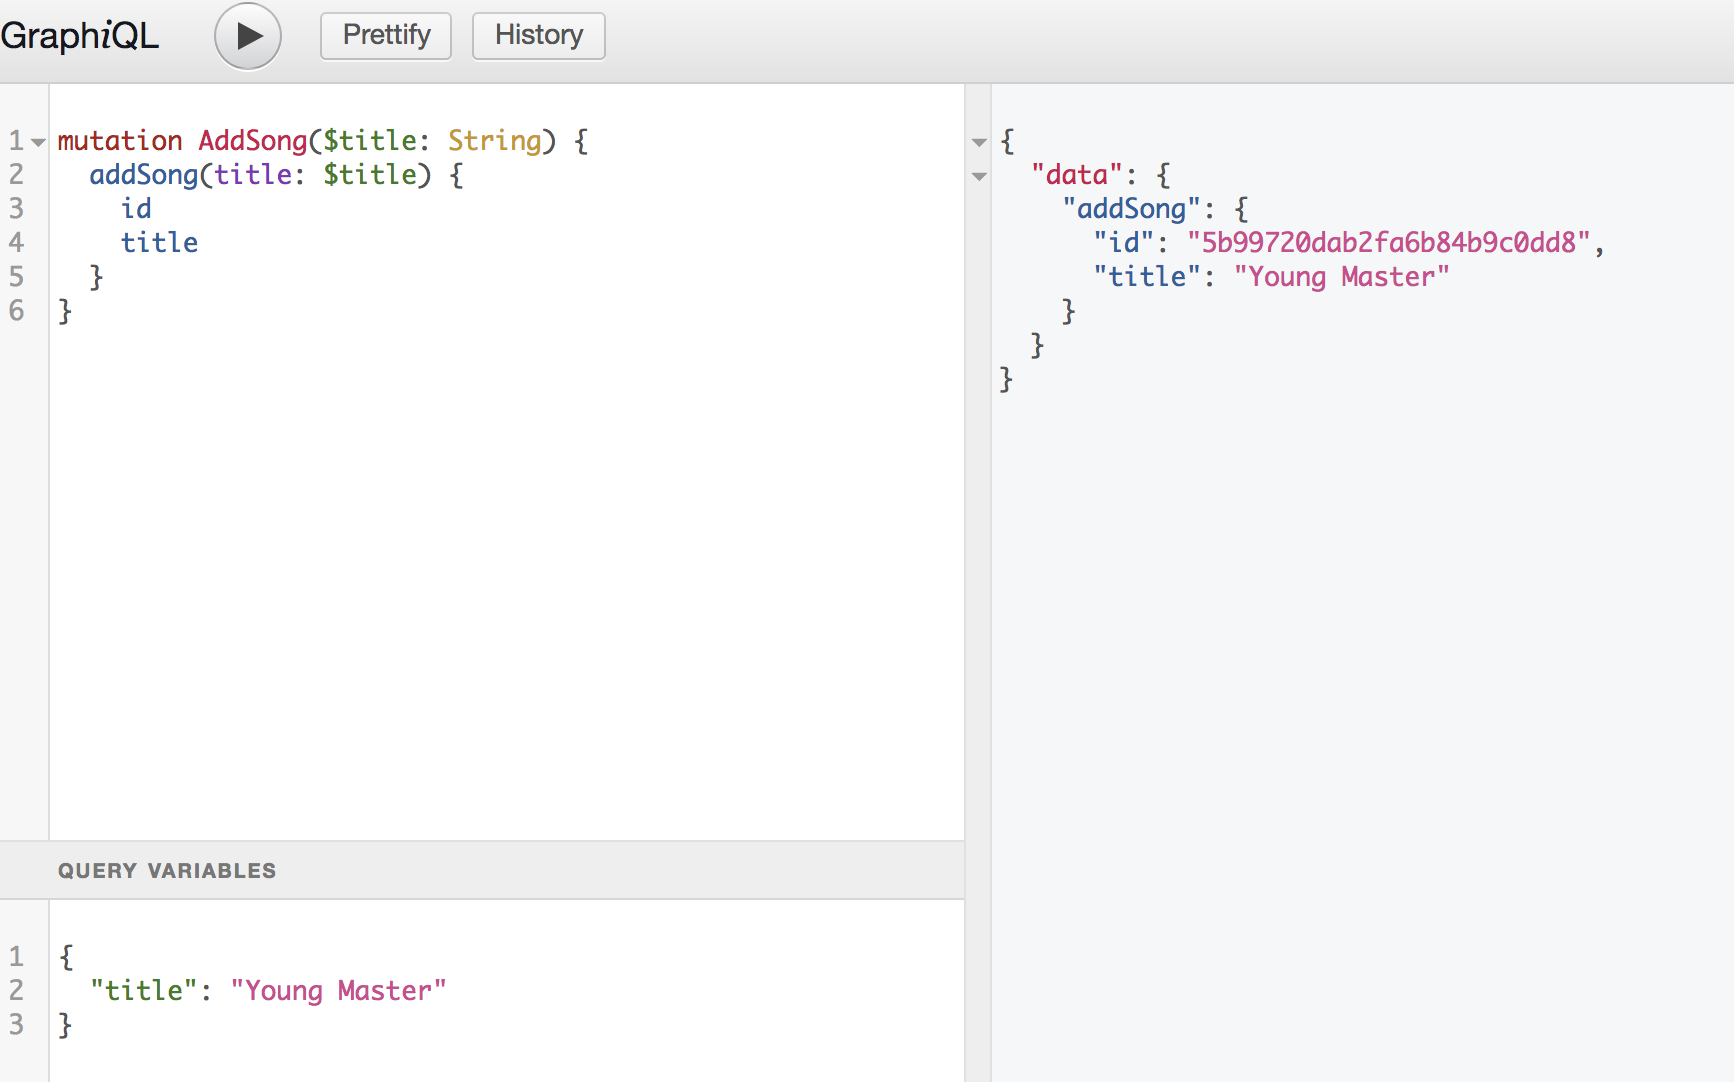 GraphiQL Prettify History
1 mutation AddSong($title: String) {
2   addSong(title: $title) {
3     id
4     title
5   }
6 }
QUERY VARIABLES
1 {
2   "title": "Young Master"
3 }
{
  "data": {
    "addSong": {
      "id": "5b99720dab2fa6b84b9c0dd8",
      "title": "Young Master"
    }
  }
}